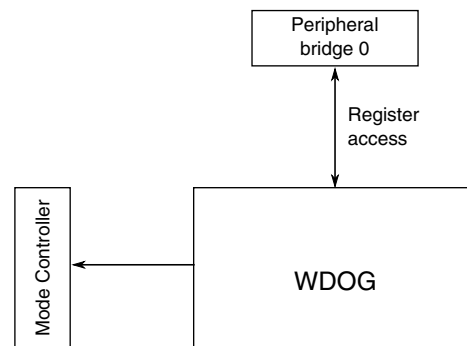 Peripheral
bridge 0
Register
access
Mode Controller
WDOG